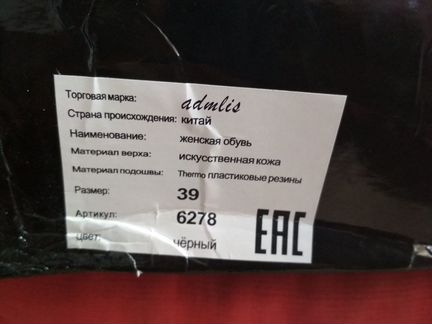 Торговая марка: admlis
Страна происхождения: китай
Наименование: женская обувь
Материал верха: искусственная кожа
Материал подошвы: Thermo пластиковые резины
Размер: 39
Артикул: 6278
цвет: чёрный
EAC